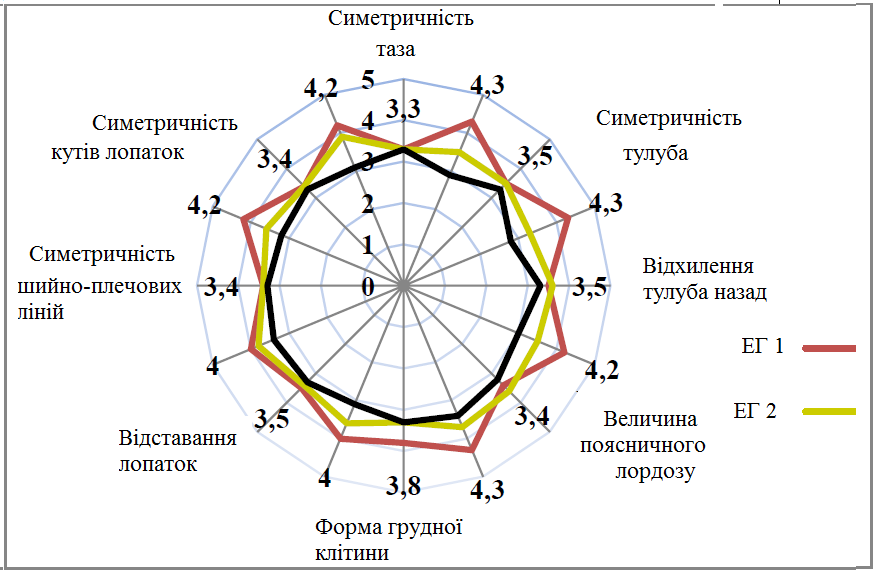 Симетричність
таза
4,2
5
4,3
3,3
4
Симетричність
тулуба
Симетричність
кутів лопаток
3,4
3
3,5
4,2
2
4,3
1
Симетричність
шийно-плечових
ліній
3,4
0
3,5
Відхилення
тулуба назад
ЕГ 1
4
4,2
3,5
3,4
ЕГ 2
Відставання
лопаток
Величина
поясничного
лордозу
4
3,8
4,3
Форма грудної
клітини